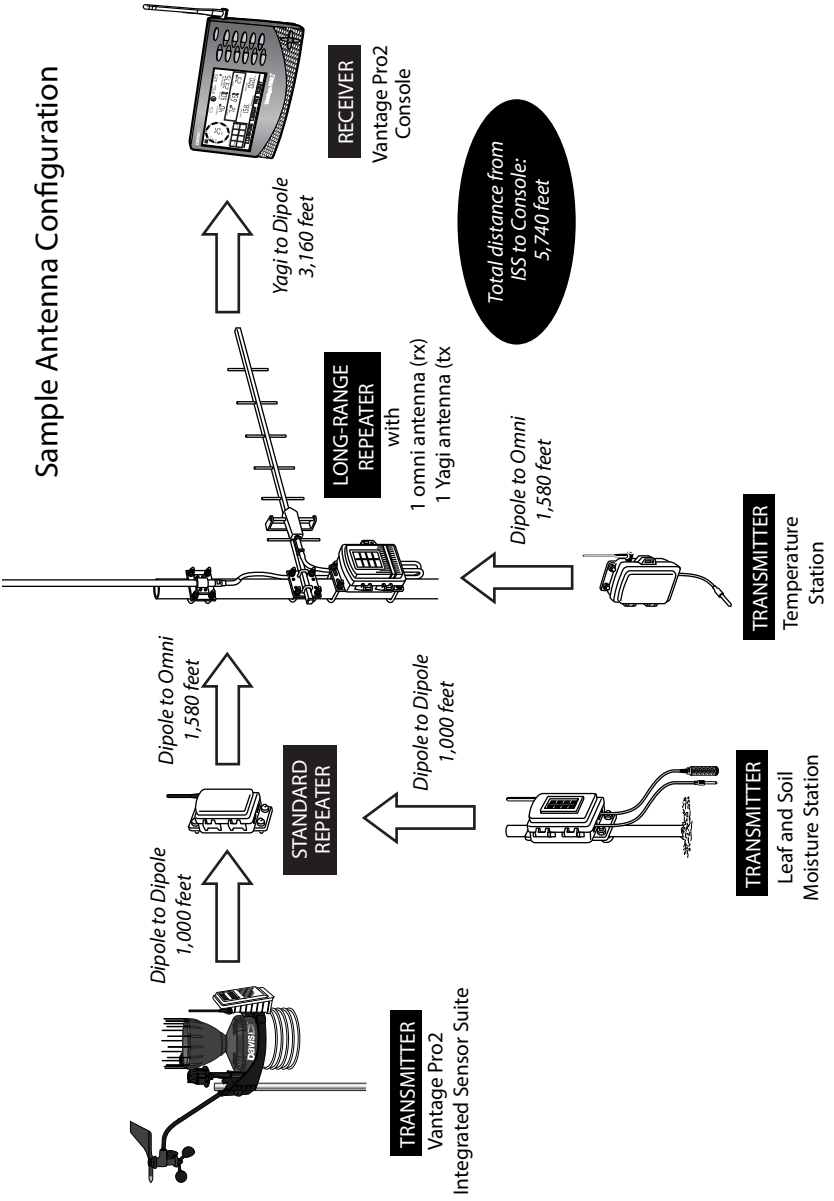 Sample Antenna Configuration
Dipole to Dipole
1,000 feet
Dipole to Omni
1,580 feet
Yagi to Dipole
3,160 feet
Davis
TRANSMITTER
Vantage Pro2
Integrated Sensor Suite
STANDARD
REPEATER
LONG-RANGE
REPEATER
with
1 omni antenna (rx)
1 Yagi antenna (tx
RECEIVER
Vantage Pro2
Console
Dipole to Dipole
1,000 feet
Dipole to Omni
1,580 feet
Total distance from
ISS to Console:
5,740 feet
TRANSMITTER
Leaf and Soil
Moisture Station
TRANSMITTER
Temperature
Station